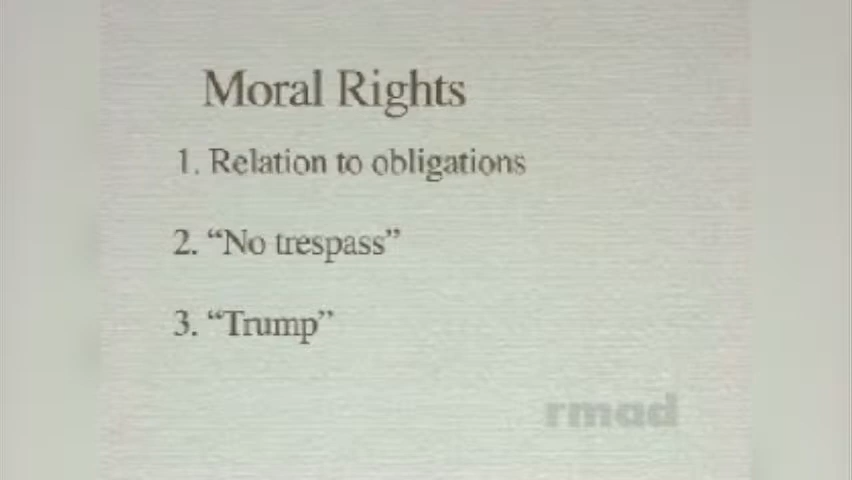 Moral Rights
1. Relation to obligations
2. “No trespass”
3. “Trump”
rmad